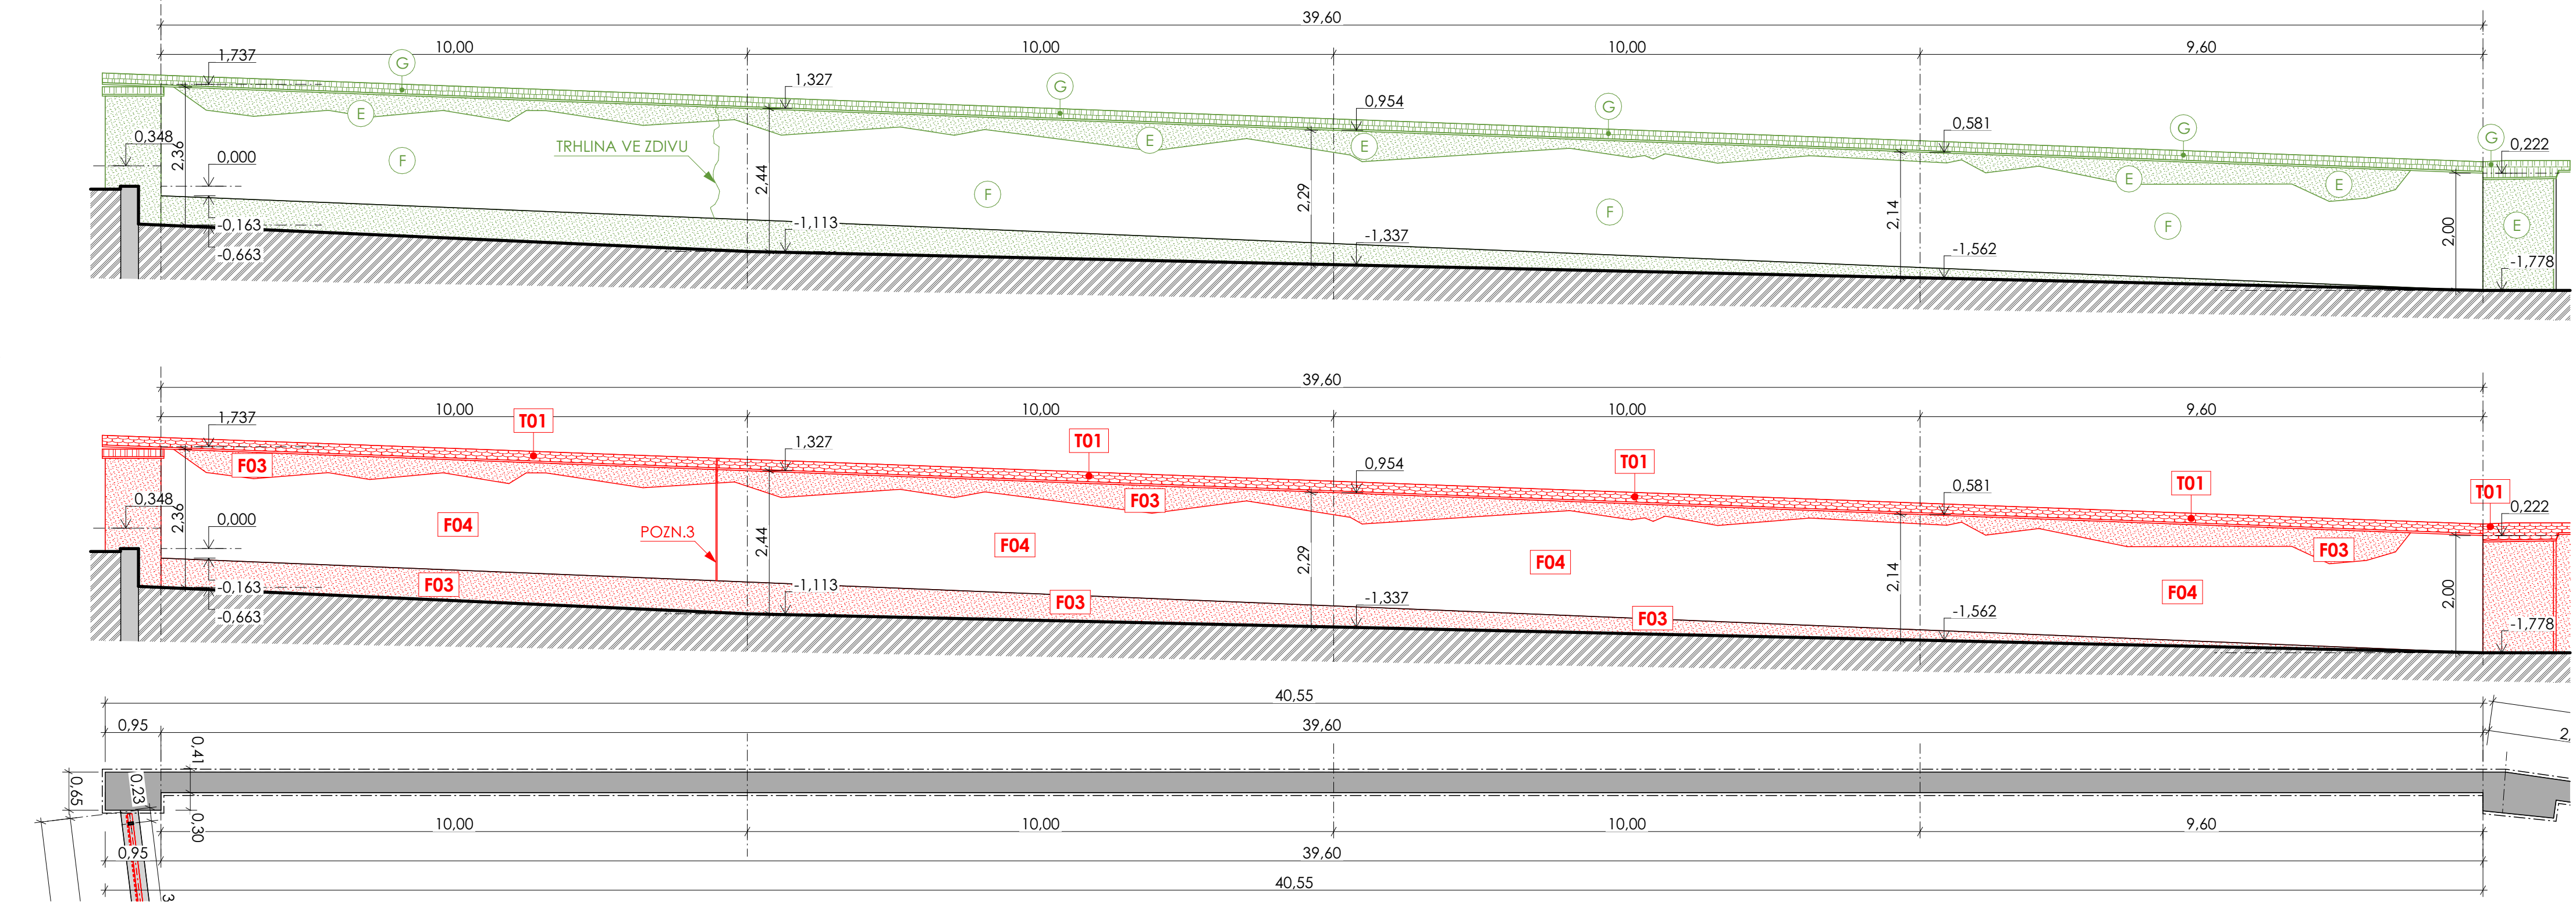 39,60
10,00 10,00 10,00 9,60
1,737 G 1,327 G 0,954 G 0,581 G 0,222 G
E E E E E E
0,348 2,36 0,000 F TRHLINA VE ZDIVU 2,44 F 2,29 F 2,14 F 2,00
-0,163 -1,113 -1,337 -1,562 -1,778
-0,663
39,60
10,00 10,00 10,00 9,60
1,737 T01 1,327 T01 0,954 T01 0,581 T01 0,222 T01
F03 F03 F03
0,348 2,36 0,000 F04 POZN.3 2,44 F04 2,29 F04 2,14 F04 2,00
F03 F03 F03
-0,163 -1,113 -1,337 -1,562 -1,778
-0,663
40,55
0,95 39,60
2,
0,41
0,65 0,23
0,30
10,00 10,00 10,00 9,60
0,95 39,60
40,55
3